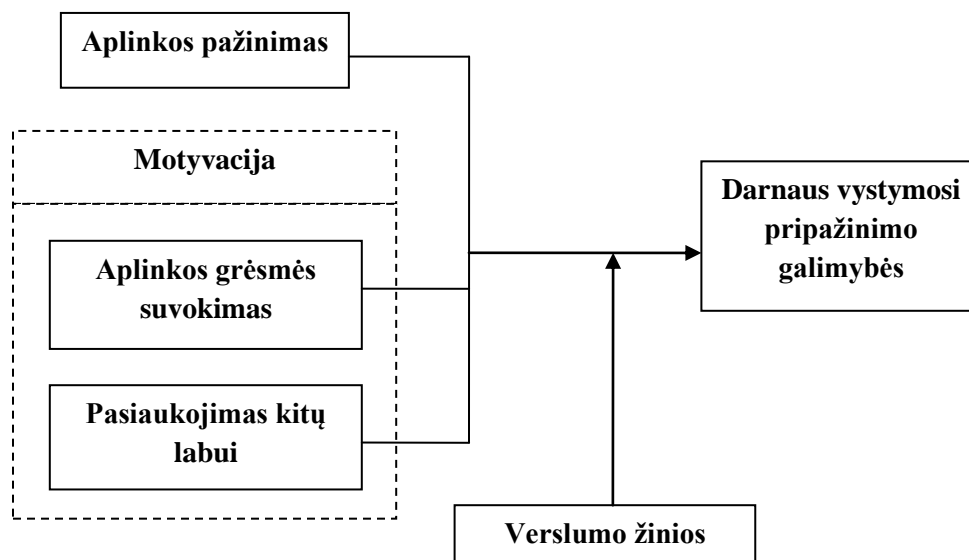 Aplinkos pažinimas
Motyvacija
Aplinkos grėsmės
suvokimas
Pasiaukojimas kitų
labui
Darnaus vystymosi
pripažinimo
galimybės
Verslumo žinios